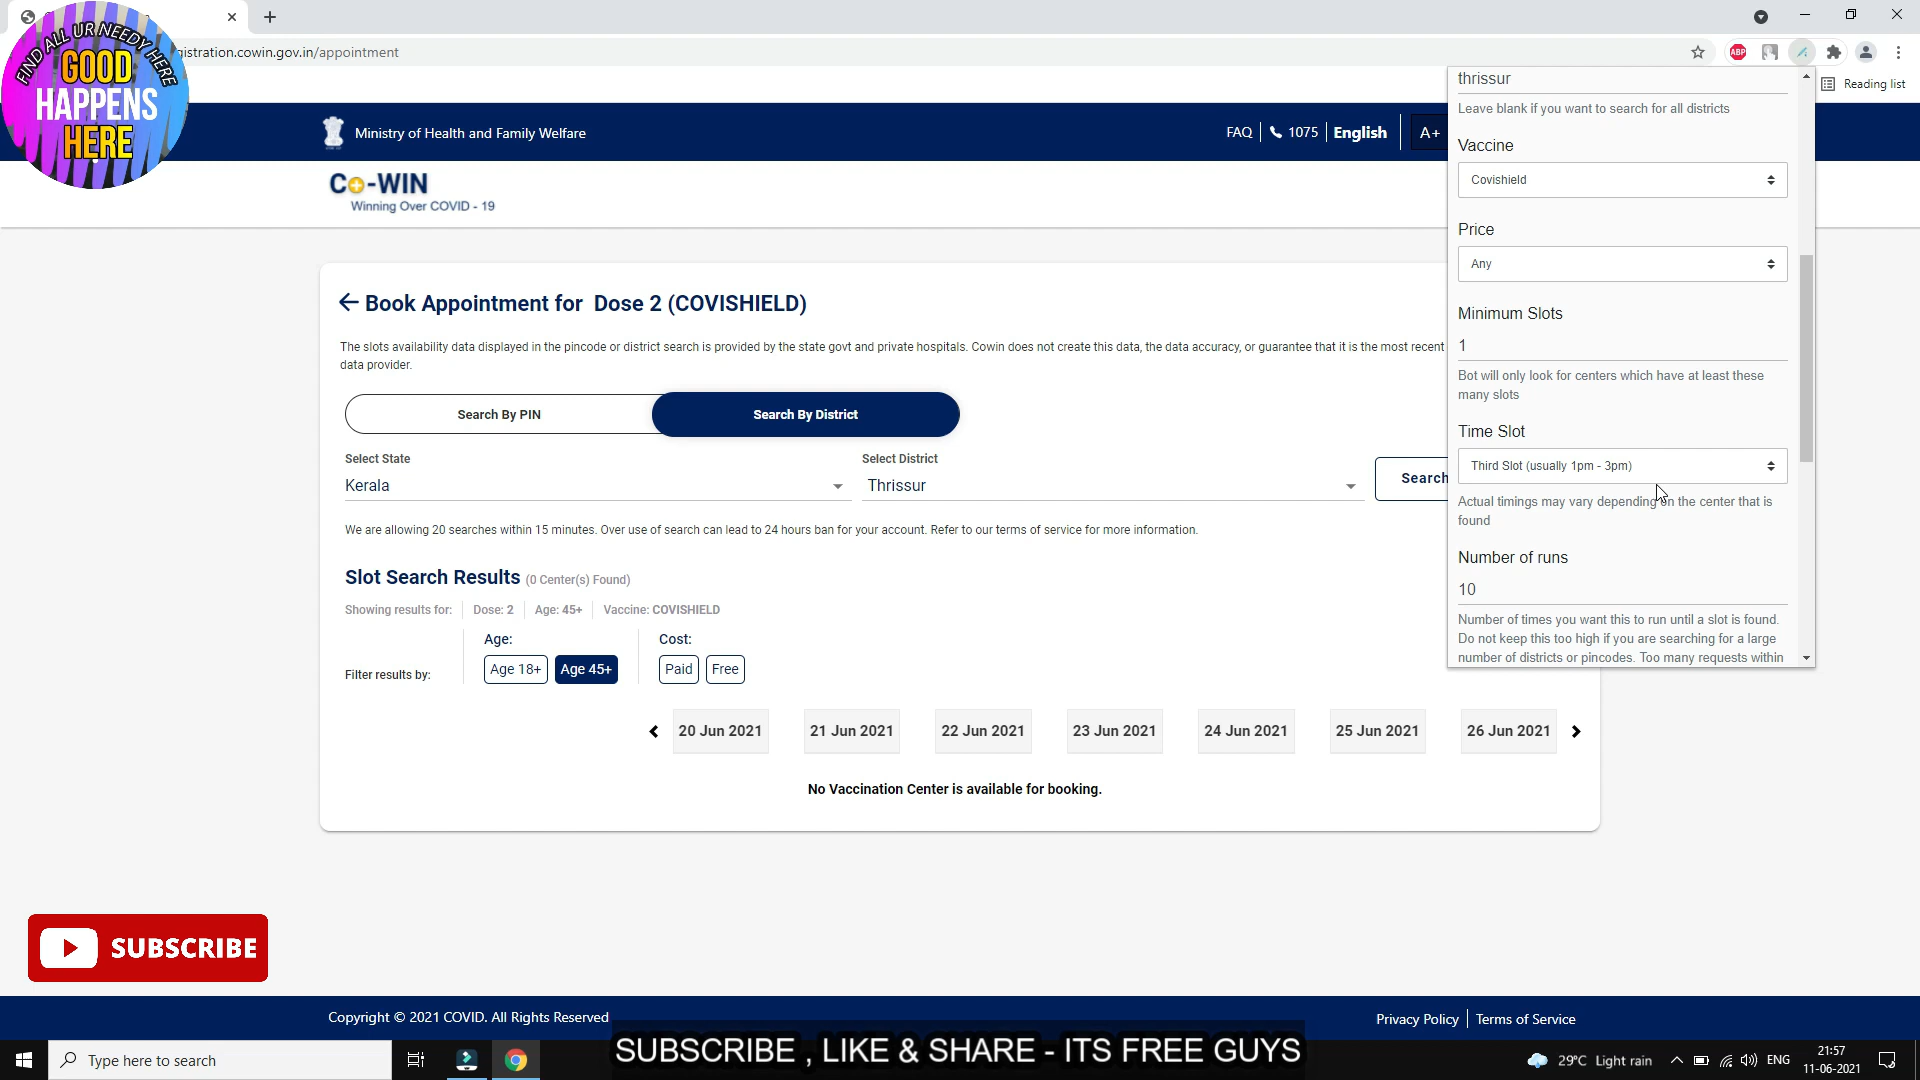 FIND ALL UR NEEDY HERE
GOOD
HAPPENS
HERE
gistration.cowin.gov.in/appointment
ABP
Reading list
Ministry of Health and Family Welfare
FAQ
1075
English
A+
Co-WIN
Winning Over COVID - 19
Book Appointment for Dose 2 (COVISHIELD)
The slots availability data displayed in the pincode or district search is provided by the state govt and private hospitals. Cowin does not create this data, the data accuracy, or guarantee that it is the most recent
data provider.
Search By PIN
Search By District
Select State
Select District
Kerala
Thrissur
Search
We are allowing 20 searches within 15 minutes. Over use of search can lead to 24 hours ban for your account. Refer to our terms of service for more information.
Slot Search Results (0 Center(s) Found)
Showing results for: Dose: 2 Age: 45+ Vaccine: COVISHIELD
Age:
Cost:
Filter results by:
Age 18+
Age 45+
Paid
Free
20 Jun 2021
21 Jun 2021
22 Jun 2021
23 Jun 2021
24 Jun 2021
25 Jun 2021
26 Jun 2021
No Vaccination Center is available for booking.
thrissur
Leave blank if you want to search for all districts
Vaccine
Covishield
Price
Any
Minimum Slots
1
Bot will only look for centers which have at least these
many slots
Time Slot
Third Slot (usually 1pm - 3pm)
Actual timings may vary depending on the center that is
found
Number of runs
10
Number of times you want this to run until a slot is found.
Do not keep this too high if you are searching for a large
number of districts or pincodes. Too many requests within
SUBSCRIBE
Copyright © 2021 COVID. All Rights Reserved
Privacy Policy
Terms of Service
SUBSCRIBE , LIKE & SHARE - ITS FREE GUYS
Type here to search
29°C Light rain
ENG
21:57
11-06-2021